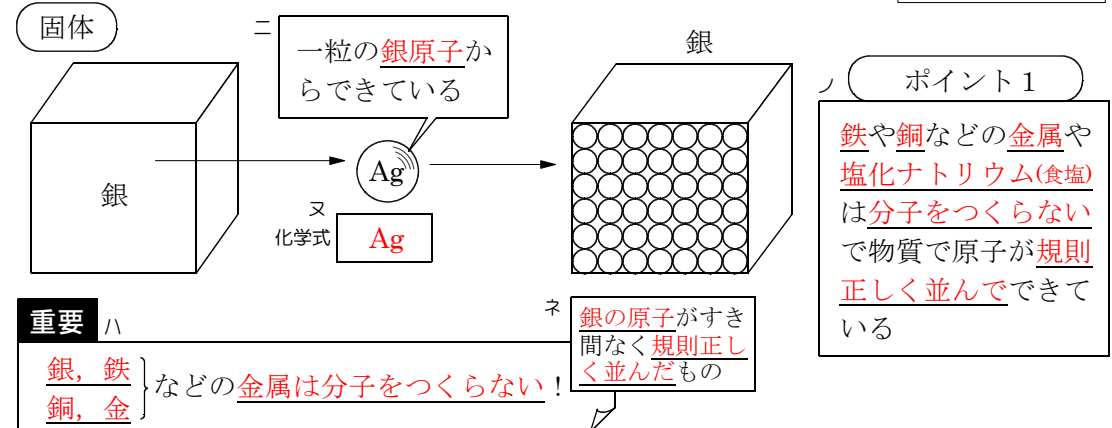 固体
ニ
一粒の銀原子か
らできている
銀
Ag
ヌ
化学式
Ag
銀
ノ
ポイント1
鉄や銅などの金属や
塩化ナトリウム(食塩)
は分子をつくらない
で物質で原子が規則
正しく並んでできて
いる
重要
ハ
銀，鉄
銅，金
などの金属は分子をつくらない！
ネ
銀の原子がすき
間なく規則正し
く並んだもの